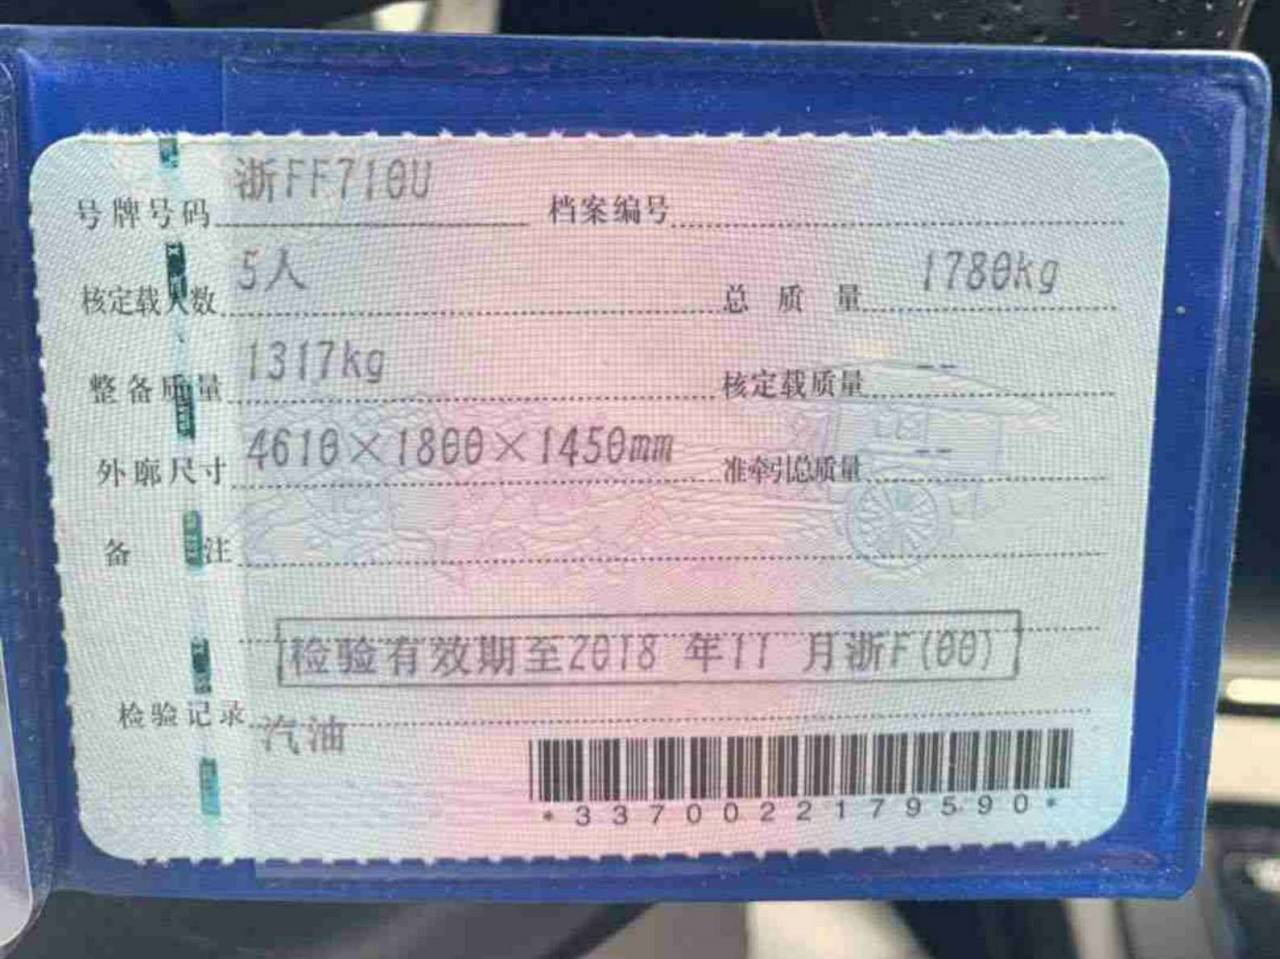 号牌号码 浙FF710U 档案编号
核定载人数 5人 总质量 1780kg
整备质量 1317kg 核定载质量 --
外廓尺寸 4610×1800×1450mm 准牵引总质量 --
备注
检验有效期至2018 年11 月浙F(00)
检验记录
汽油
*3370022179590*